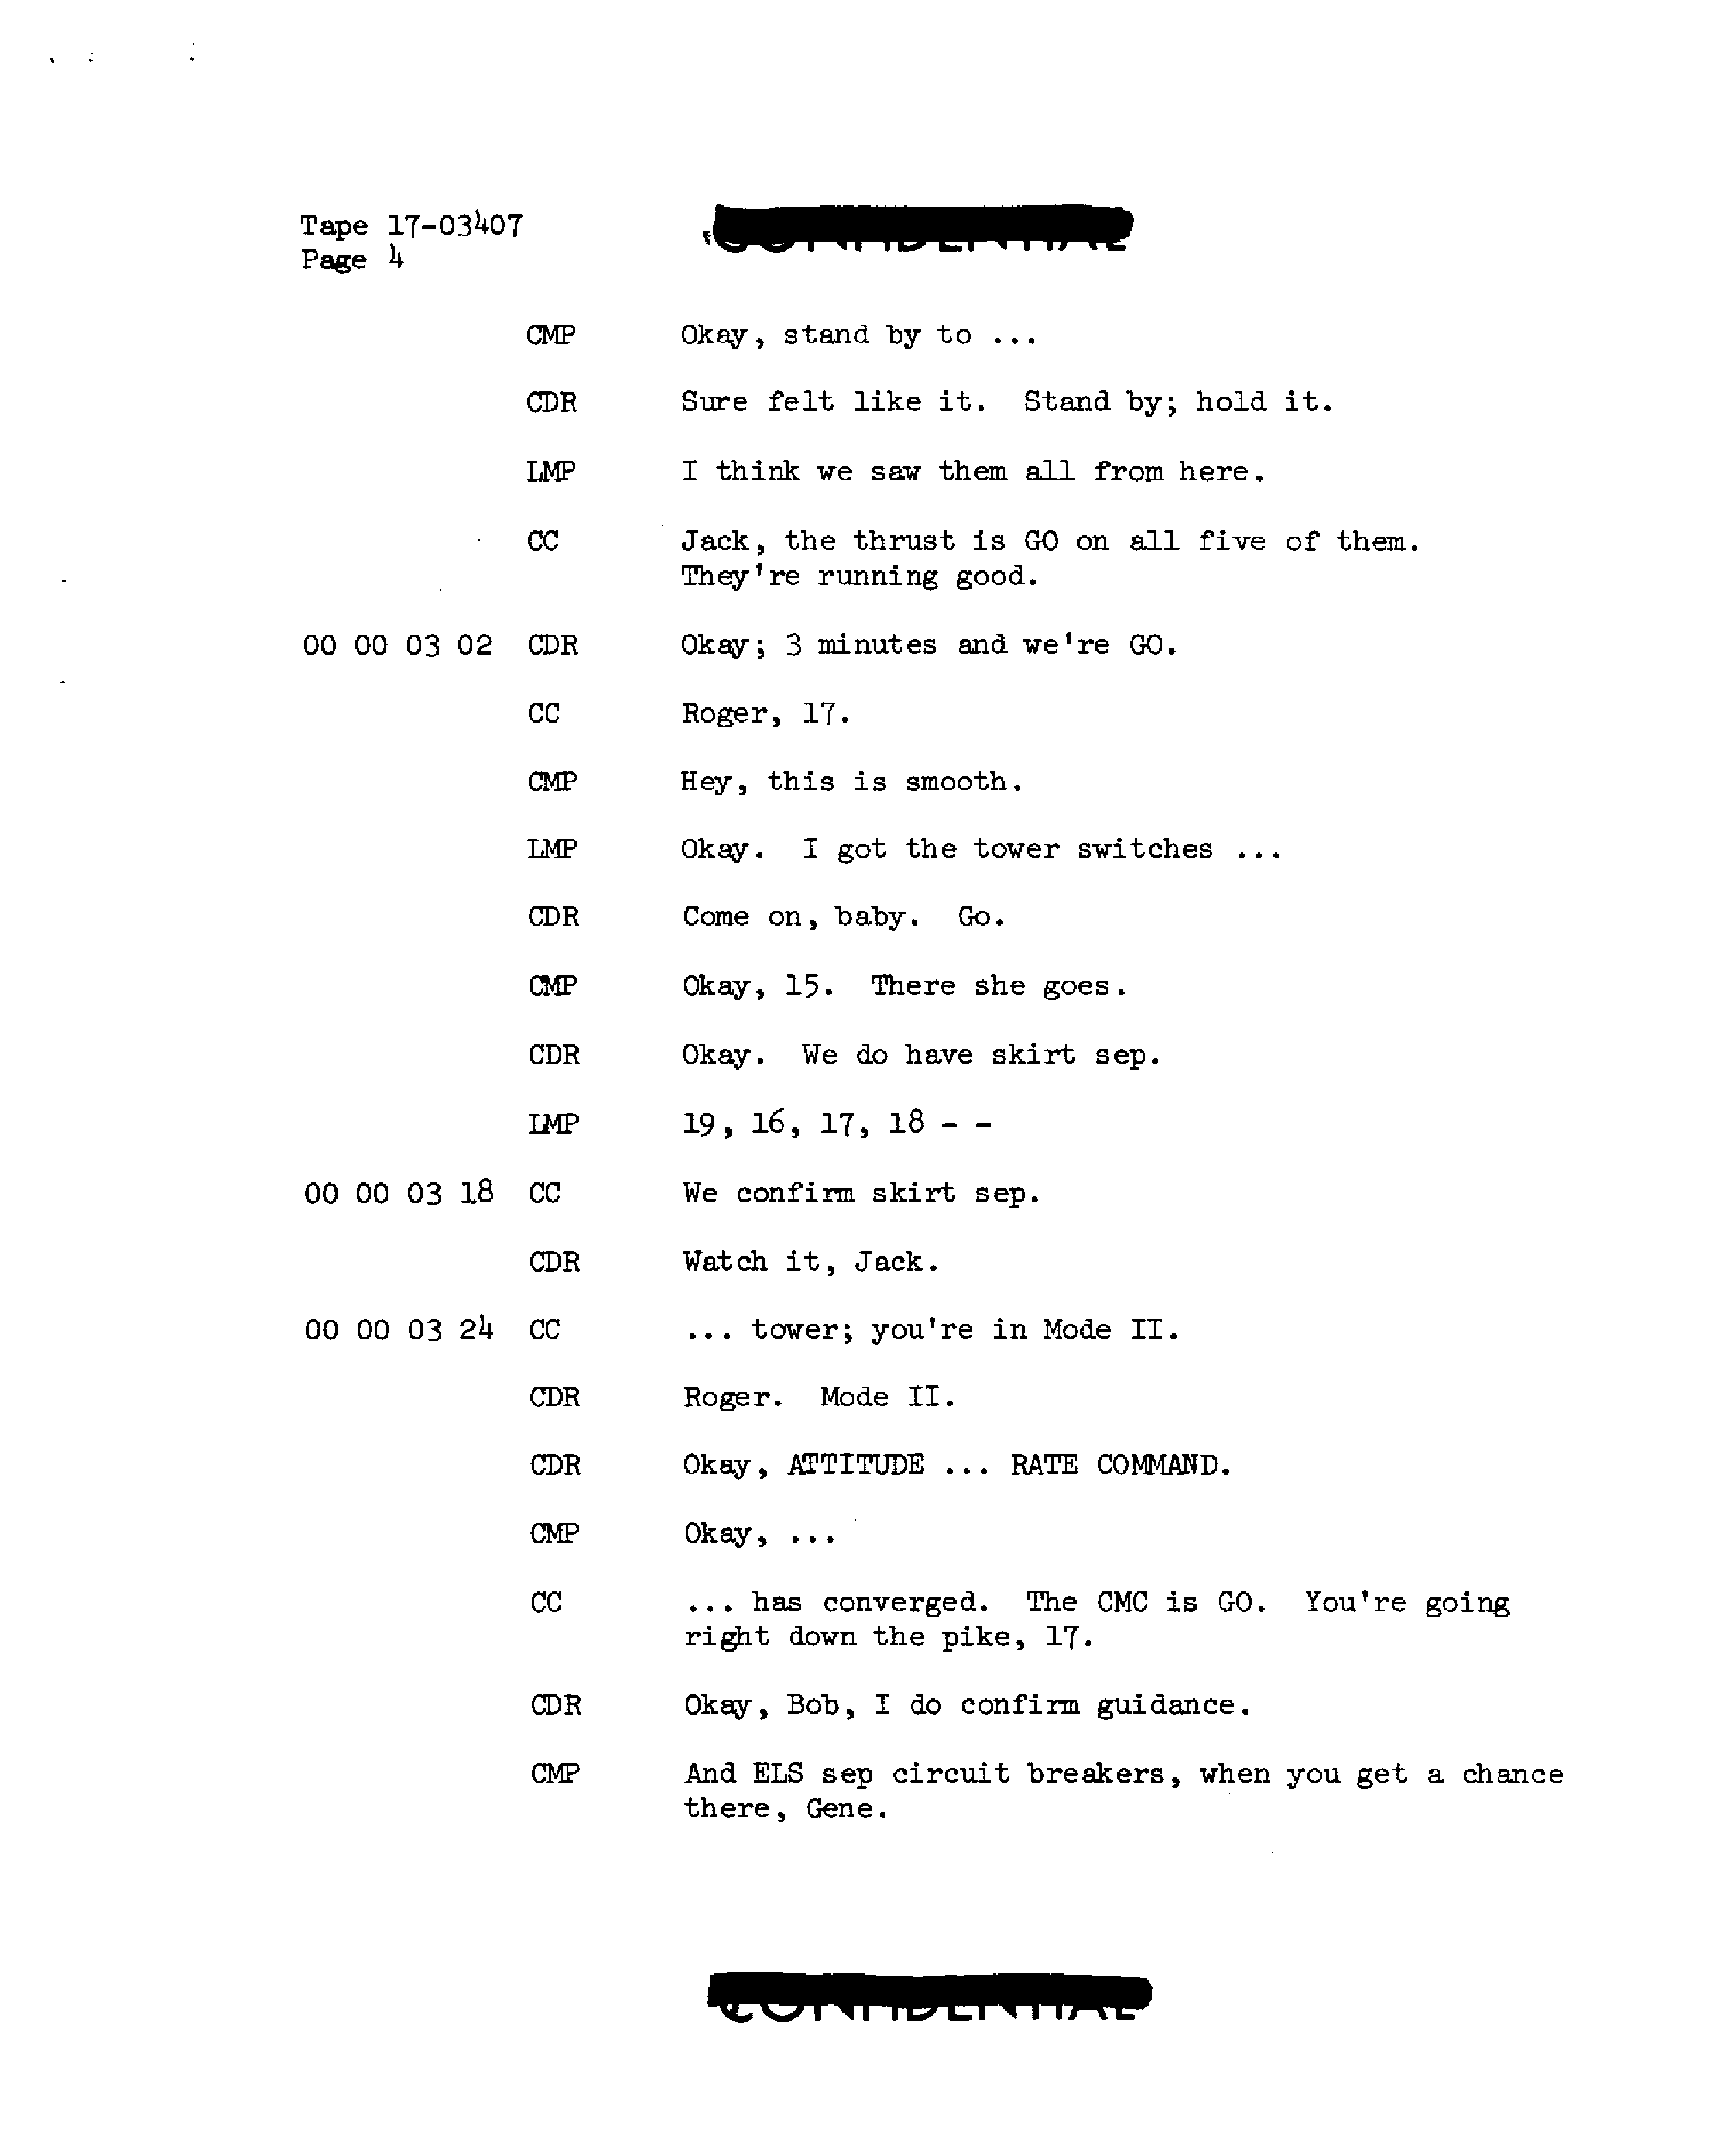 Tape 17-03407
Page 4
CONFIDENTIAL
CMP Okay, stand by to ...
CDR Sure felt like it. Stand by; hold it.
LMP I think we saw them all from here.
CC Jack, the thrust is GO on all five of them.
They're running good.
00 00 03 02 CDR Okay; 3 minutes and we're GO.
CC Roger, 17.
CMP Hey, this is smooth.
LMP Okay. I got the tower switches ...
CDR Come on, baby. Go.
CMP Okay, 15. There she goes.
CDR Okay. We do have skirt sep.
LMP 19, 16, 17, 18 - -
00 00 03 18 CC We confirm skirt sep.
CDR Watch it, Jack.
00 00 03 24 CC ... tower; you're in Mode II.
CDR Roger. Mode II.
CDR Okay, ATTITUDE ... RATE COMMAND.
CMP Okay, ...
CC ... has converged. The CMC is GO. You're going
right down the pike, 17.
CDR Okay, Bob, I do confirm guidance.
CMP And ELS sep circuit breakers, when you get a chance
there, Gene.
CONFIDENTIAL